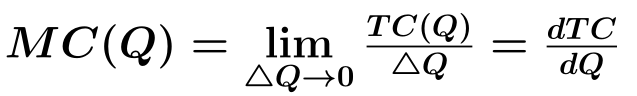 MC(Q) = lim_{△Q→0} TC(Q)/△Q = dTC/dQ